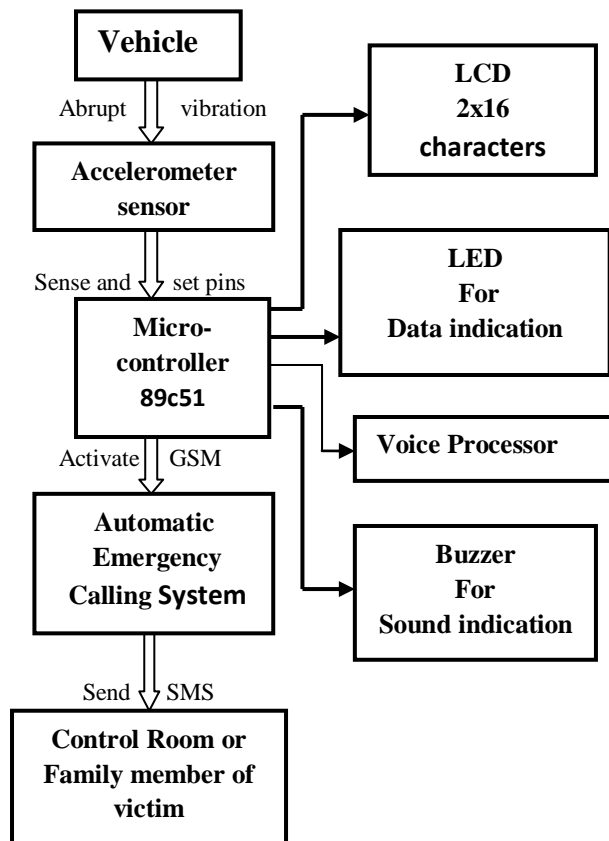 Vehicle
Abrupt vibration
Accelerometer
sensor
Sense and set pins
Micro-
controller
89c51
Activate GSM
Automatic
Emergency
Calling System
Send SMS
Control Room or
Family member of
victim
LCD
2x16
characters
LED
For
Data indication
Voice Processor
Buzzer
For
Sound indication